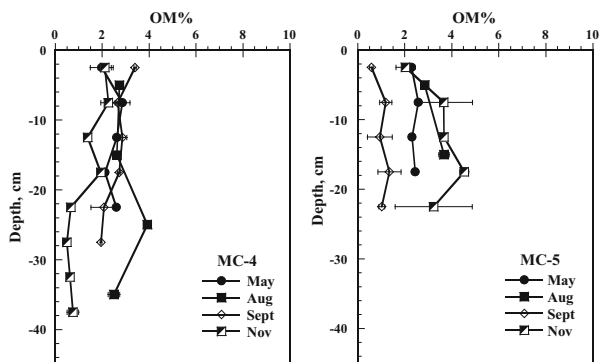 OM%
0 2 4 6 8 10
0
-10
-20
-30
-40
Depth, cm
MC-4
May
Aug
Sept
Nov
OM%
0 2 4 6 8 10
0
-10
-20
-30
-40
Depth, cm
MC-5
May
Aug
Sept
Nov